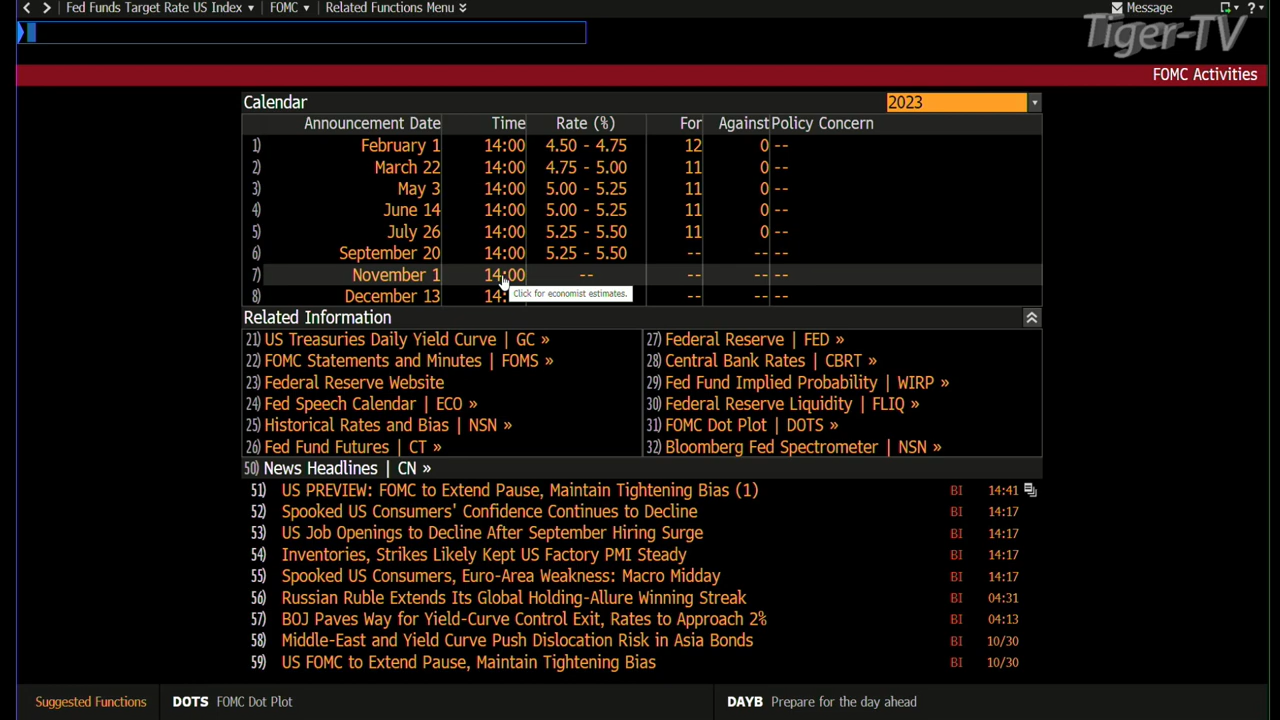 Fed Funds Target Rate US Index FOMC Related Functions Menu Message ?
Tiger-TV
FOMC Activities
Calendar 2023
Announcement Date Time Rate (%) For Against Policy Concern
1) February 1 14:00 4.50 - 4.75 12 0 --
2) March 22 14:00 4.75 - 5.00 11 0 --
3) May 3 14:00 5.00 - 5.25 11 0 --
4) June 14 14:00 5.00 - 5.25 11 0 --
5) July 26 14:00 5.25 - 5.50 11 0 --
6) September 20 14:00 5.25 - 5.50 -- -- --
7) November 1 14:00 -- -- -- --
Click for economist estimates.
8) December 13 14: -- -- --
Related Information
21) US Treasuries Daily Yield Curve | GC » 27) Federal Reserve | FED »
22) FOMC Statements and Minutes | FOMS » 28) Central Bank Rates | CBRT »
23) Federal Reserve Website 29) Fed Fund Implied Probability | WIRP »
24) Fed Speech Calendar | ECO » 30) Federal Reserve Liquidity | FLIQ »
25) Historical Rates and Bias | NSN » 31) FOMC Dot Plot | DOTS »
26) Fed Fund Futures | CT » 32) Bloomberg Fed Spectrometer | NSN »
50) News Headlines | CN »
51) US PREVIEW: FOMC to Extend Pause, Maintain Tightening Bias (1) BI 14:41
52) Spooked US Consumers' Confidence Continues to Decline BI 14:17
53) US Job Openings to Decline After September Hiring Surge BI 14:17
54) Inventories, Strikes Likely Kept US Factory PMI Steady BI 14:17
55) Spooked US Consumers, Euro-Area Weakness: Macro Midday BI 14:17
56) Russian Ruble Extends Its Global Holding-Allure Winning Streak BI 04:31
57) BOJ Paves Way for Yield-Curve Control Exit, Rates to Approach 2% BI 04:13
58) Middle-East and Yield Curve Push Dislocation Risk in Asia Bonds BI 10/30
59) US FOMC to Extend Pause, Maintain Tightening Bias BI 10/30
Suggested Functions DOTS FOMC Dot Plot DAYB Prepare for the day ahead